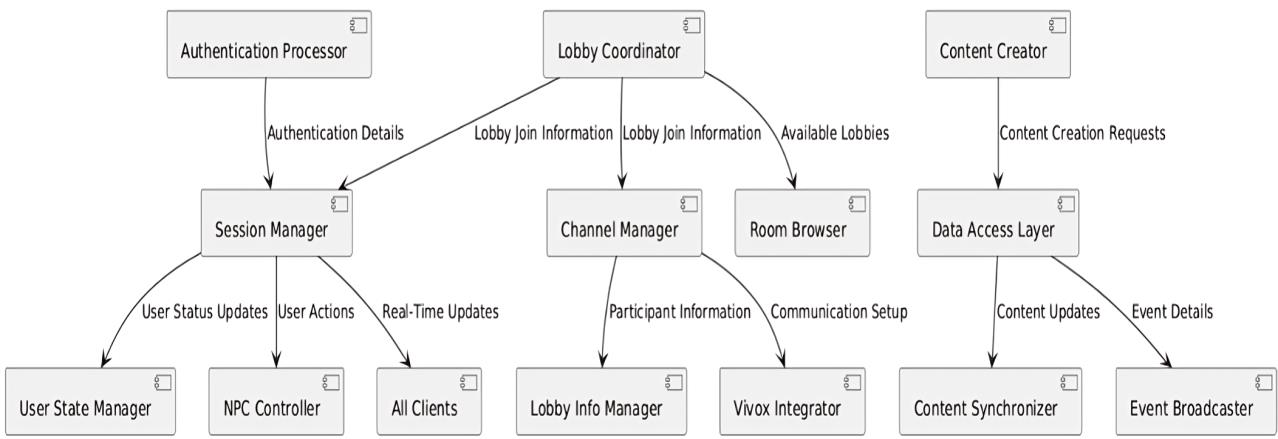 Authentication Processor
Lobby Coordinator
Content Creator
Authentication Details
Lobby Join Information
Lobby Join Information
Available Lobbies
Content Creation Requests
Session Manager
Channel Manager
Room Browser
Data Access Layer
User Status Updates
User Actions
Real-Time Updates
Participant Information
Communication Setup
Content Updates
Event Details
User State Manager
NPC Controller
All Clients
Lobby Info Manager
Vivox Integrator
Content Synchronizer
Event Broadcaster